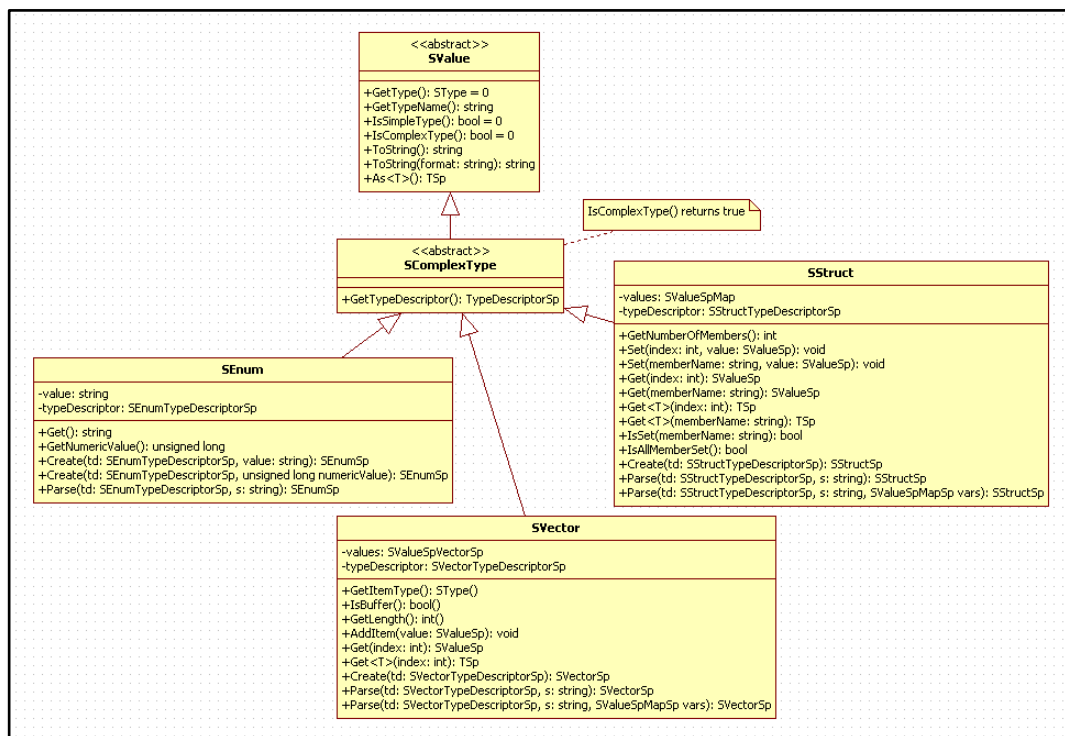 <<abstract>>
SValue
+GetType(): SType = 0
+GetTypeName(): string
+IsSimpleType(): bool = 0
+IsComplexType(): bool = 0
+ToString(): string
+ToString(format: string): string
+As<T>(): TSp
IsComplexType() returns true
<<abstract>>
SComplexType
+GetTypeDescriptor(): TypeDescriptorSp
SStruct
-values: SValueSpMap
-typeDescriptor: SStructTypeDescriptorSp
+GetNumberOfMembers(): int
+Set(index: int, value: SValueSp): void
+Set(memberName: string, value: SValueSp): void
+Get(index: int): SValueSp
+Get(memberName: string): SValueSp
+Get<T>(index: int): TSp
+Get<T>(memberName: string): TSp
+IsSet(memberName: string): bool
+IsAllMemberSet(): bool
+Create(td: SStructTypeDescriptorSp): SStructSp
+Parse(td: SStructTypeDescriptorSp, s: string): SStructSp
+Parse(td: SStructTypeDescriptorSp, s: string, SValueSpMapSp vars): SStructSp
SEnum
-value: string
-typeDescriptor: SEnumTypeDescriptorSp
+Get(): string
+GetNumericValue(): unsigned long
+Create(td: SEnumTypeDescriptorSp, value: string): SEnumSp
+Create(td: SEnumTypeDescriptorSp, unsigned long numericValue): SEnumSp
+Parse(td: SEnumTypeDescriptorSp, s: string): SEnumSp
SVector
-values: SValueSpVectorSp
-typeDescriptor: SVectorTypeDescriptorSp
+GetItemType(): SType()
+IsBuffer(): bool()
+GetLength(): int()
+AddItem(value: SValueSp): void
+Get(index: int): SValueSp
+Get<T>(index: int): TSp
+Create(td: SVectorTypeDescriptorSp): SVectorSp
+Parse(td: SVectorTypeDescriptorSp, s: string): SVectorSp
+Parse(td: SVectorTypeDescriptorSp, s: string, SValueSpMapSp vars): SVectorSp